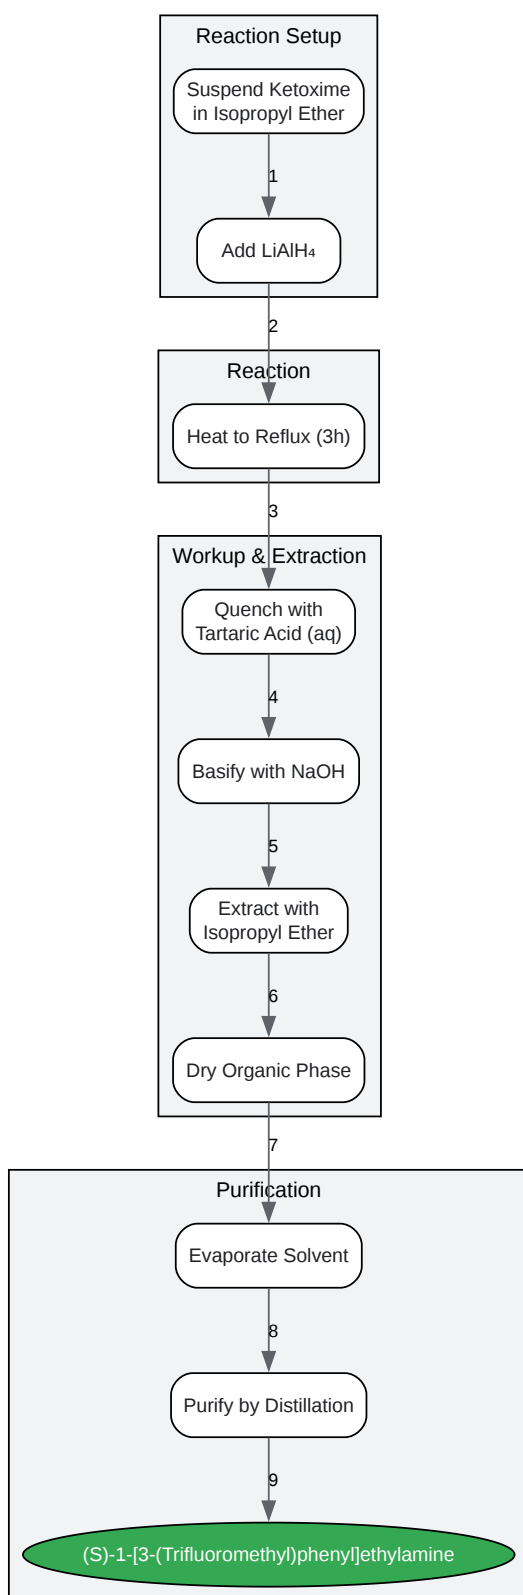 Reaction Setup
Suspend Ketoxime
in Isopropyl Ether
1
Add LiAlH₄
2
Reaction
Heat to Reflux (3h)
3
Workup & Extraction
Quench with
Tartaric Acid (aq)
4
Basify with NaOH
5
Extract with
Isopropyl Ether
6
Dry Organic Phase
7
Purification
Evaporate Solvent
8
Purify by Distillation
9
(S)-1-[3-(Trifluoromethyl)phenyl]ethylamine